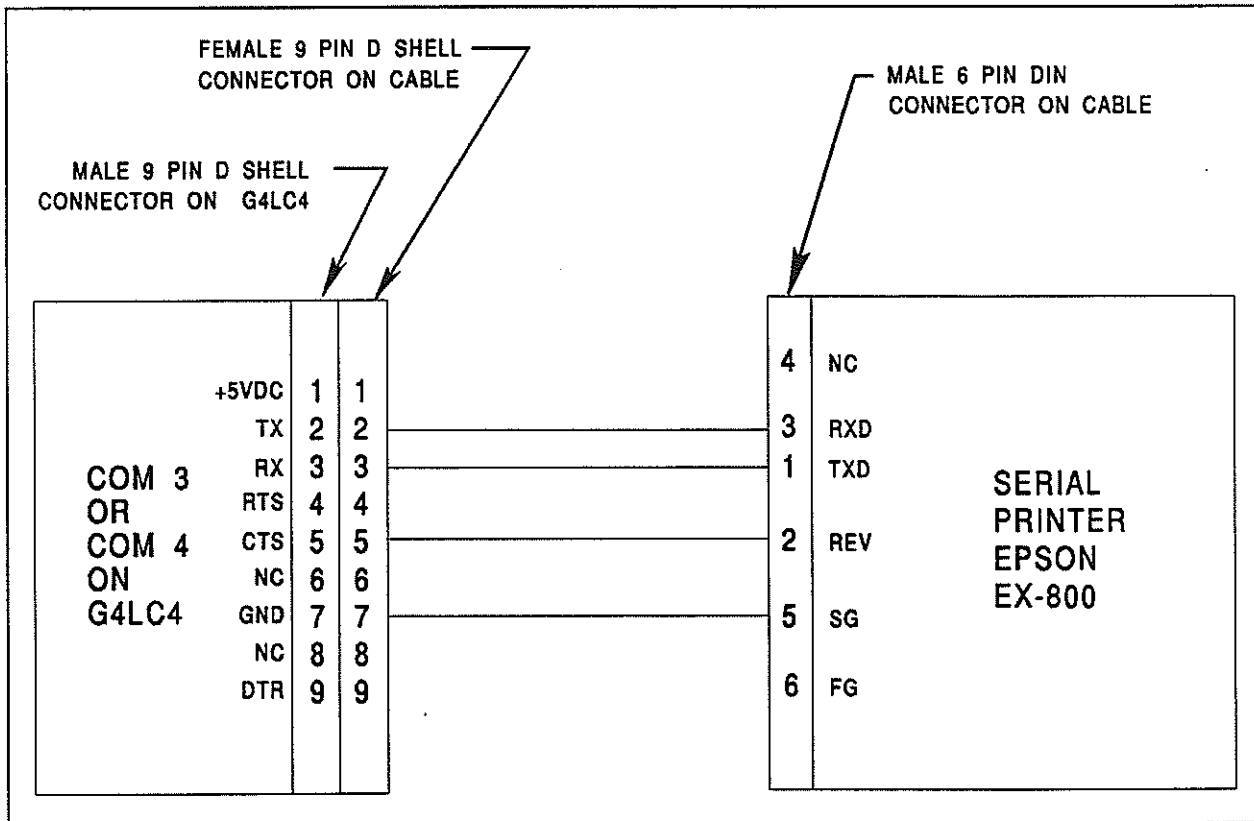 FEMALE 9 PIN D SHELL
CONNECTOR ON CABLE
MALE 6 PIN DIN
CONNECTOR ON CABLE
MALE 9 PIN D SHELL
CONNECTOR ON G4LC4
COM 3
OR
COM 4
ON
G4LC4
+5VDC 1 1
TX 2 2
RX 3 3
RTS 4 4
CTS 5 5
NC 6 6
GND 7 7
NC 8 8
DTR 9 9
4 NC
3 RXD
1 TXD
2 REV
5 SG
6 FG
SERIAL
PRINTER
EPSON
EX-800